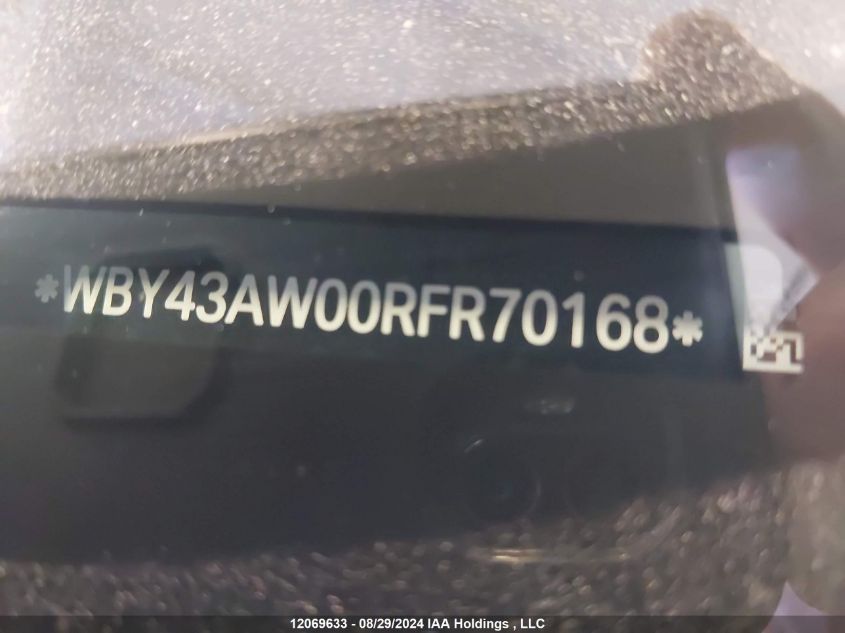 *WBY43AW00RFR70168*
12069633 - 08/29/2024 IAA Holdings , LLC